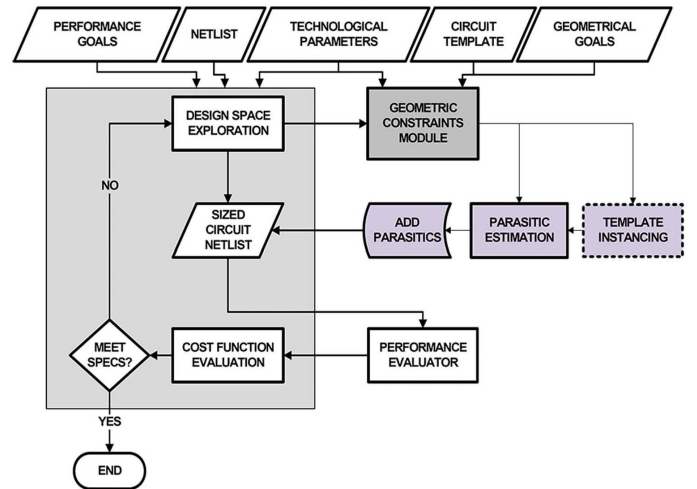 PERFORMANCE
GOALS
NETLIST
TECHNOLOGICAL
PARAMETERS
CIRCUIT
TEMPLATE
GEOMETRICAL
GOALS
DESIGN SPACE
EXPLORATION
GEOMETRIC
CONSTRAINTS
MODULE
NO
SIZED
CIRCUIT
NETLIST
ADD
PARASITICS
PARASITIC
ESTIMATION
TEMPLATE
INSTANCING
MEET
SPECS?
COST FUNCTION
EVALUATION
PERFORMANCE
EVALUATOR
YES
END